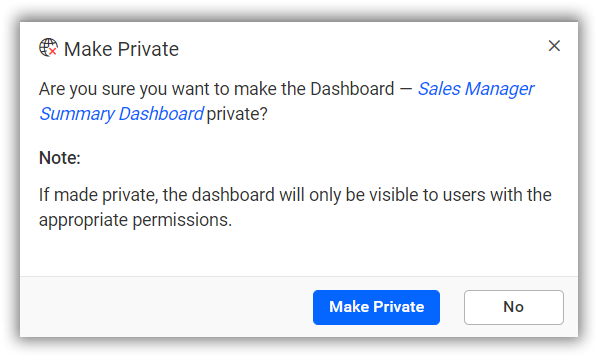 Make Private
Are you sure you want to make the Dashboard — Sales Manager
Summary Dashboard private?
Note:
If made private, the dashboard will only be visible to users with the
appropriate permissions.
Make Private
No